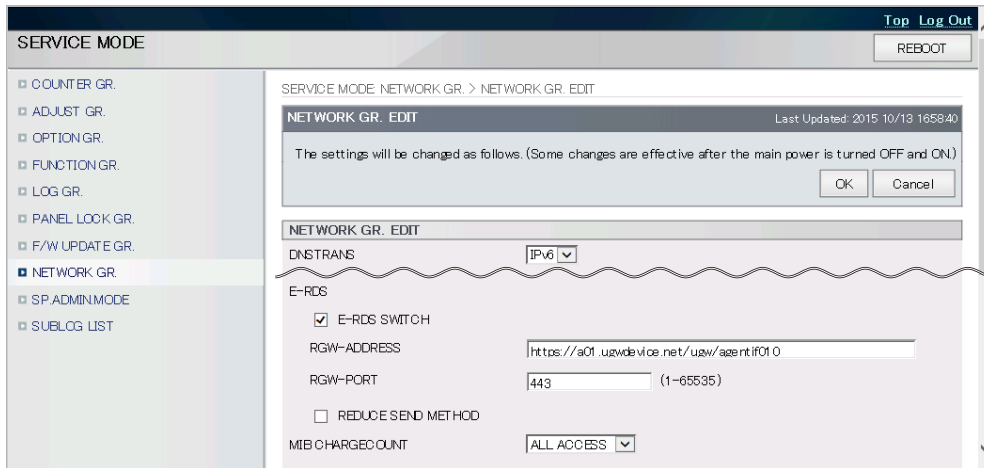 Top Log Out
SERVICE MODE
REBOOT
COUNTER GR.
ADJUST GR.
OPTION GR.
FUNCTION GR.
LOG GR.
PANEL LOCK GR.
F/W UPDATE GR.
NETWORK GR.
SP.ADMIN.MODE
SUBLOG LIST
SERVICE MODE: NETWORK GR. > NETWORK GR. EDIT
NETWORK GR. EDIT Last Updated: 2015 10/13 16:58:40
The settings will be changed as follows. (Some changes are effective after the main power is turned OFF and ON.)
OK Cancel
NETWORK GR. EDIT
DNSTRANS IPv6
E-RDS
E-RDS SWITCH
RGW-ADDRESS https://a01.ugwdevice.net/ugw/agentif010
RGW-PORT 443 (1-65535)
REDUCE SEND METHOD
MIB CHARGECOUNT ALL ACCESS